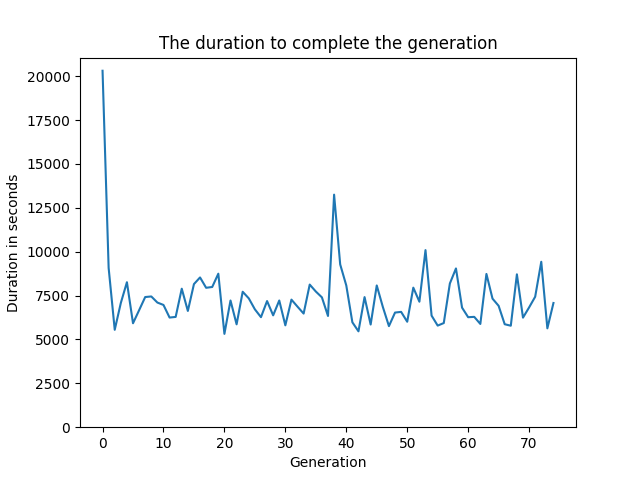 The duration to complete the generation
20000
17500
15000
12500
10000
7500
5000
2500
0
Duration in seconds
0 10 20 30 40 50 60 70
Generation